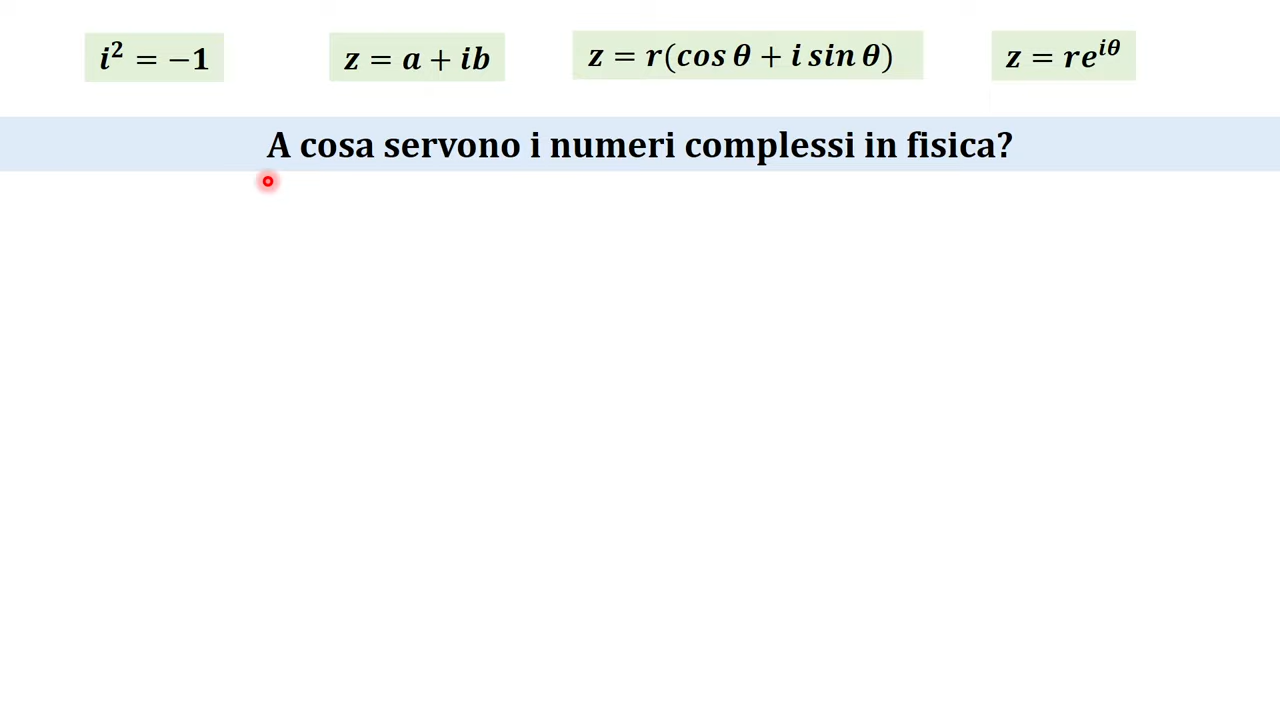 i² = −1
z = a + ib
z = r(cos θ + i sin θ)
z = re^{iθ}
A cosa servono i numeri complessi in fisica?